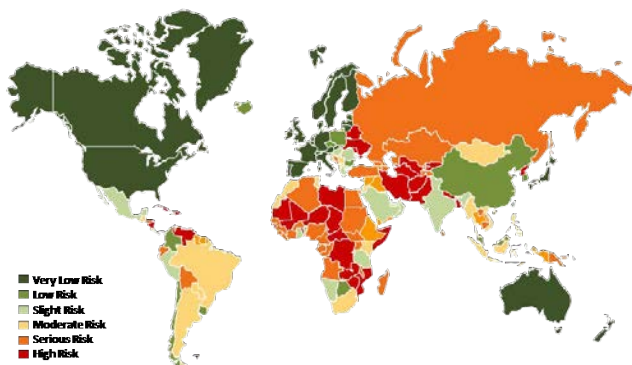 Very Low Risk
Low Risk
Slight Risk
Moderate Risk
Serious Risk
High Risk